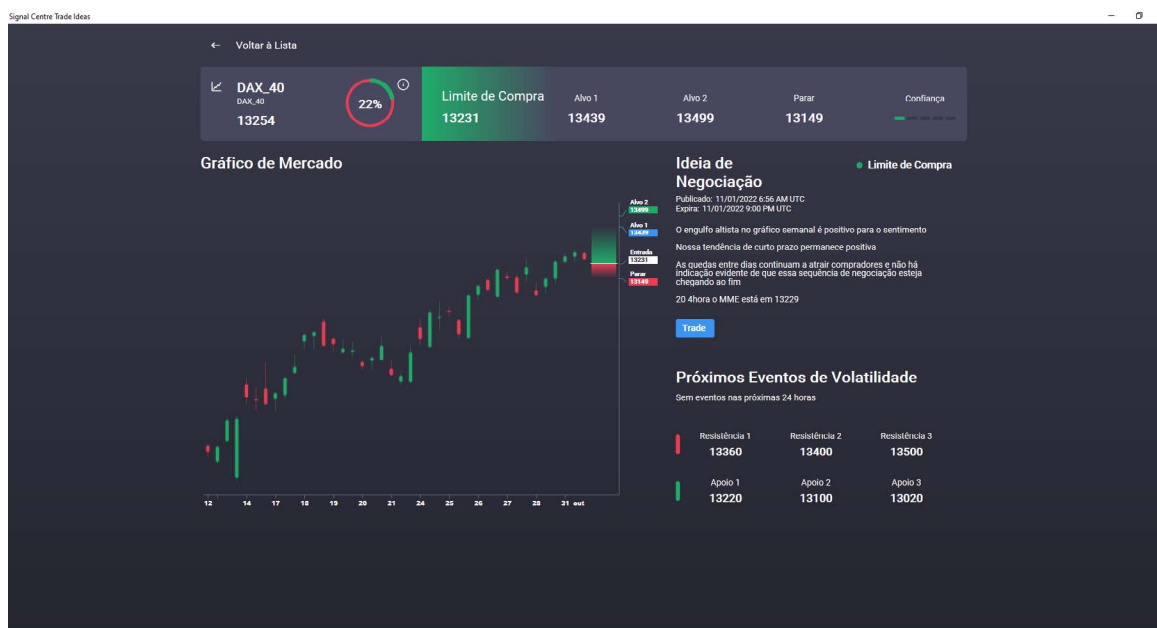 Signal Centre Trade Ideas
Voltar à Lista
DAX_40
DAX_40
13254
22%
Limite de Compra
13231
Alvo 1
13439
Alvo 2
13499
Parar
13149
Confiança
Gráfico de Mercado
Alvo 2
13499
Alvo 1
13439
Entrada
13231
Parar
13149
12 14 17 18 19 20 21 24 25 26 27 28 31 out
Ideia de
Negociação
Limite de Compra
Publicado: 11/01/2022 6:56 AM UTC
Expira: 11/01/2022 9:00 PM UTC
O engulfo altista no gráfico semanal é positivo para o sentimento
Nossa tendência de curto prazo permanece positiva
As quedas entre dias continuam a atrair compradores e não há
indicação evidente de que essa sequência de negociação esteja
chegando ao fim
20 4hora o MME está em 13229
Trade
Próximos Eventos de Volatilidade
Sem eventos nas próximas 24 horas
Resistência 1 Resistência 2 Resistência 3
13360 13400 13500
Apoio 1 Apoio 2 Apoio 3
13220 13100 13020